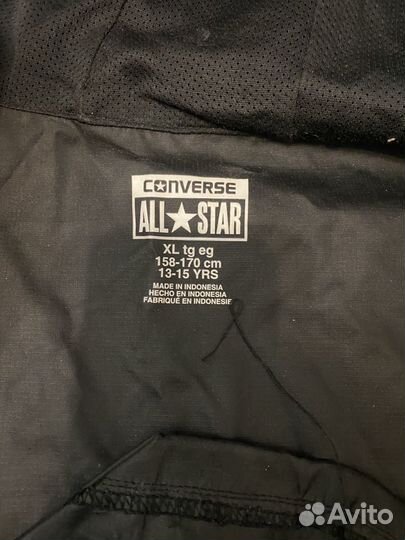 CONVERSE
ALL★STAR
XL tg eg
158-170 cm
13-15 YRS
MADE IN INDONESIA
HECHO EN INDONESIA
FABRIQUÉ EN INDONESIE
Avito